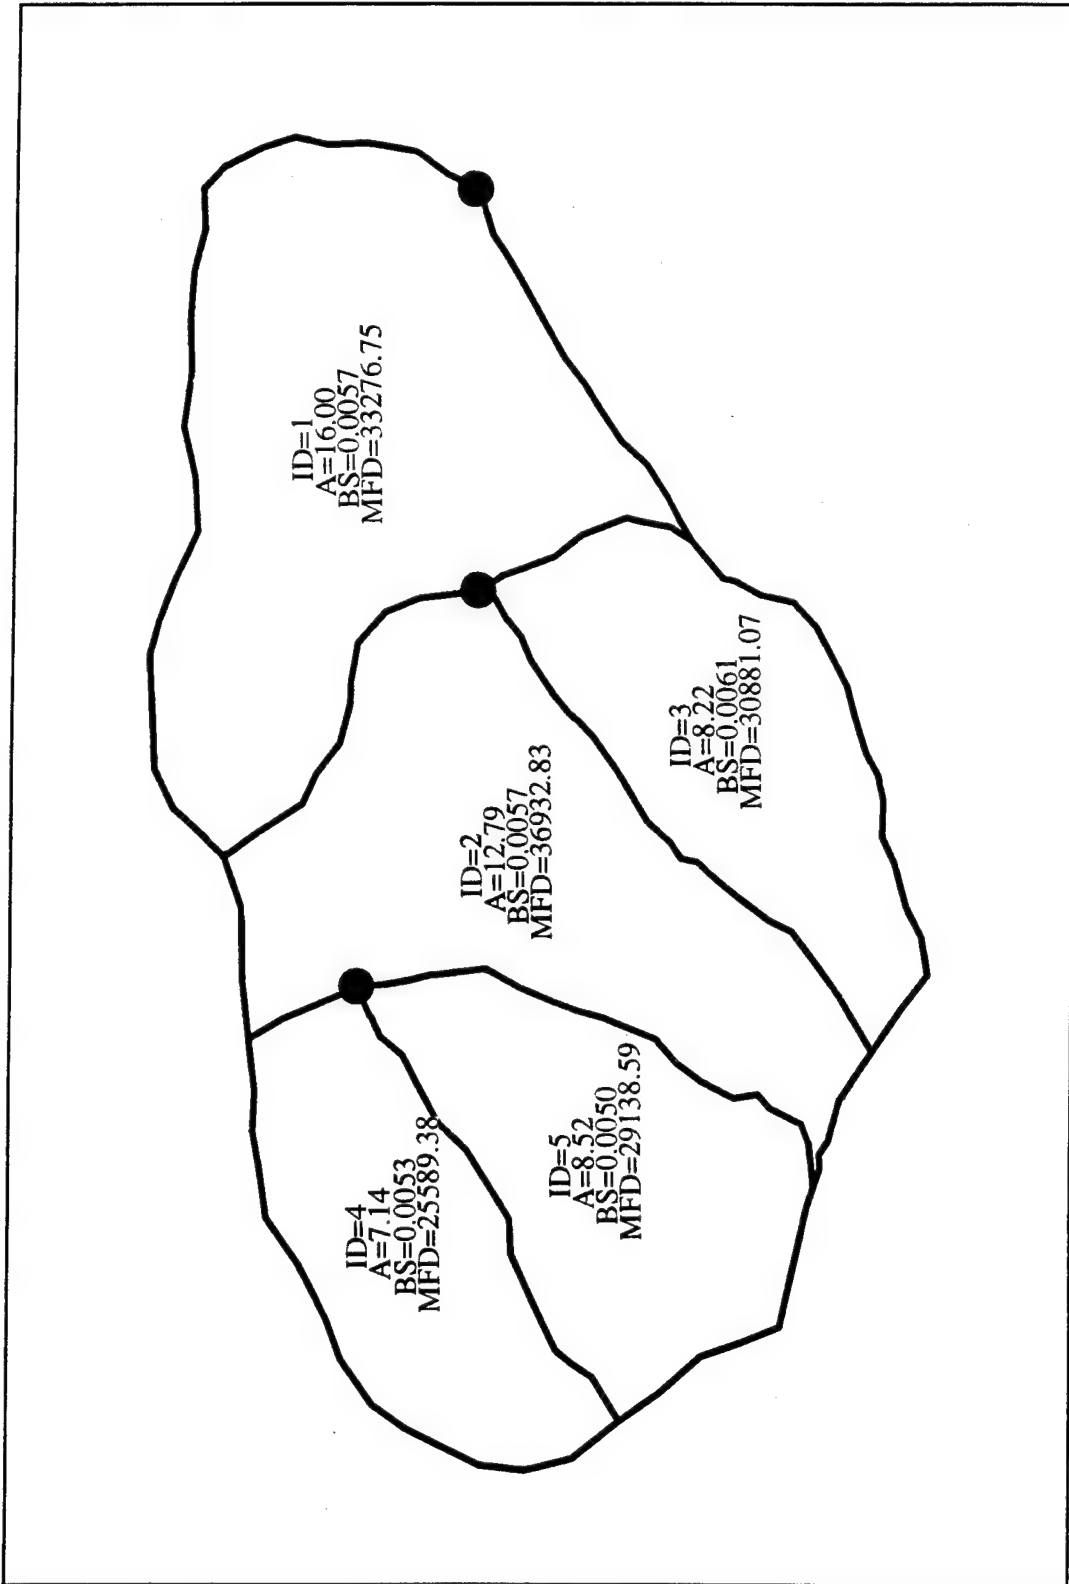 ID=1
A=16.00
BS=0.0057
MFD=33276.75
ID=2
A=12.79
BS=0.0057
MFD=36932.83
ID=3
A=8.22
BS=0.0061
MFD=30881.07
ID=4
A=7.14
BS=0.0053
MFD=25589.38
ID=5
A=8.52
BS=0.0050
MFD=29138.59